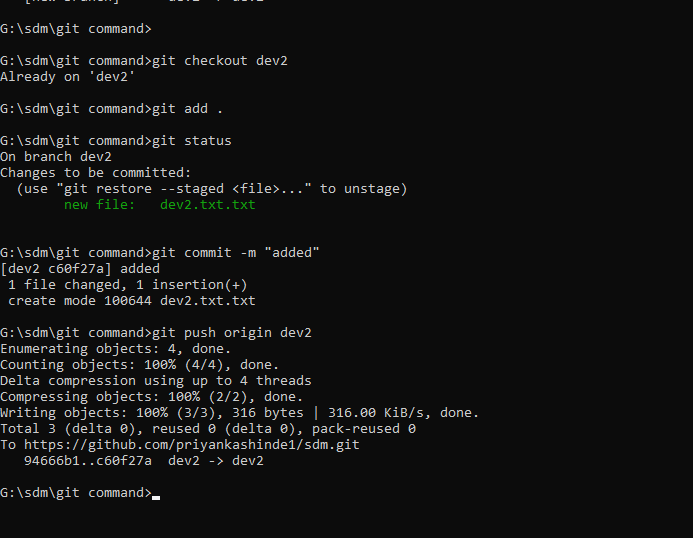 G:\sdm\git command>
G:\sdm\git command>git checkout dev2
Already on 'dev2'
G:\sdm\git command>git add .
G:\sdm\git command>git status
On branch dev2
Changes to be committed:
  (use "git restore --staged <file>..." to unstage)
        new file:   dev2.txt.txt
G:\sdm\git command>git commit -m "added"
[dev2 c60f27a] added
 1 file changed, 1 insertion(+)
 create mode 100644 dev2.txt.txt
G:\sdm\git command>git push origin dev2
Enumerating objects: 4, done.
Counting objects: 100% (4/4), done.
Delta compression using up to 4 threads
Compressing objects: 100% (2/2), done.
Writing objects: 100% (3/3), 316 bytes | 316.00 KiB/s, done.
Total 3 (delta 0), reused 0 (delta 0), pack-reused 0
To https://github.com/priyankashinde1/sdm.git
   94666b1..c60f27a  dev2 -> dev2
G:\sdm\git command>